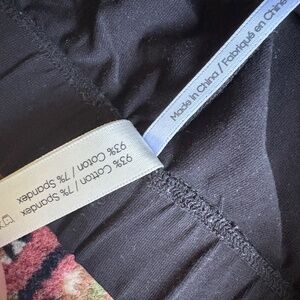 Made in China / Fabriqué en Chine
93% Cotton / 7% Spandex
93% Coton / 7% Spandex